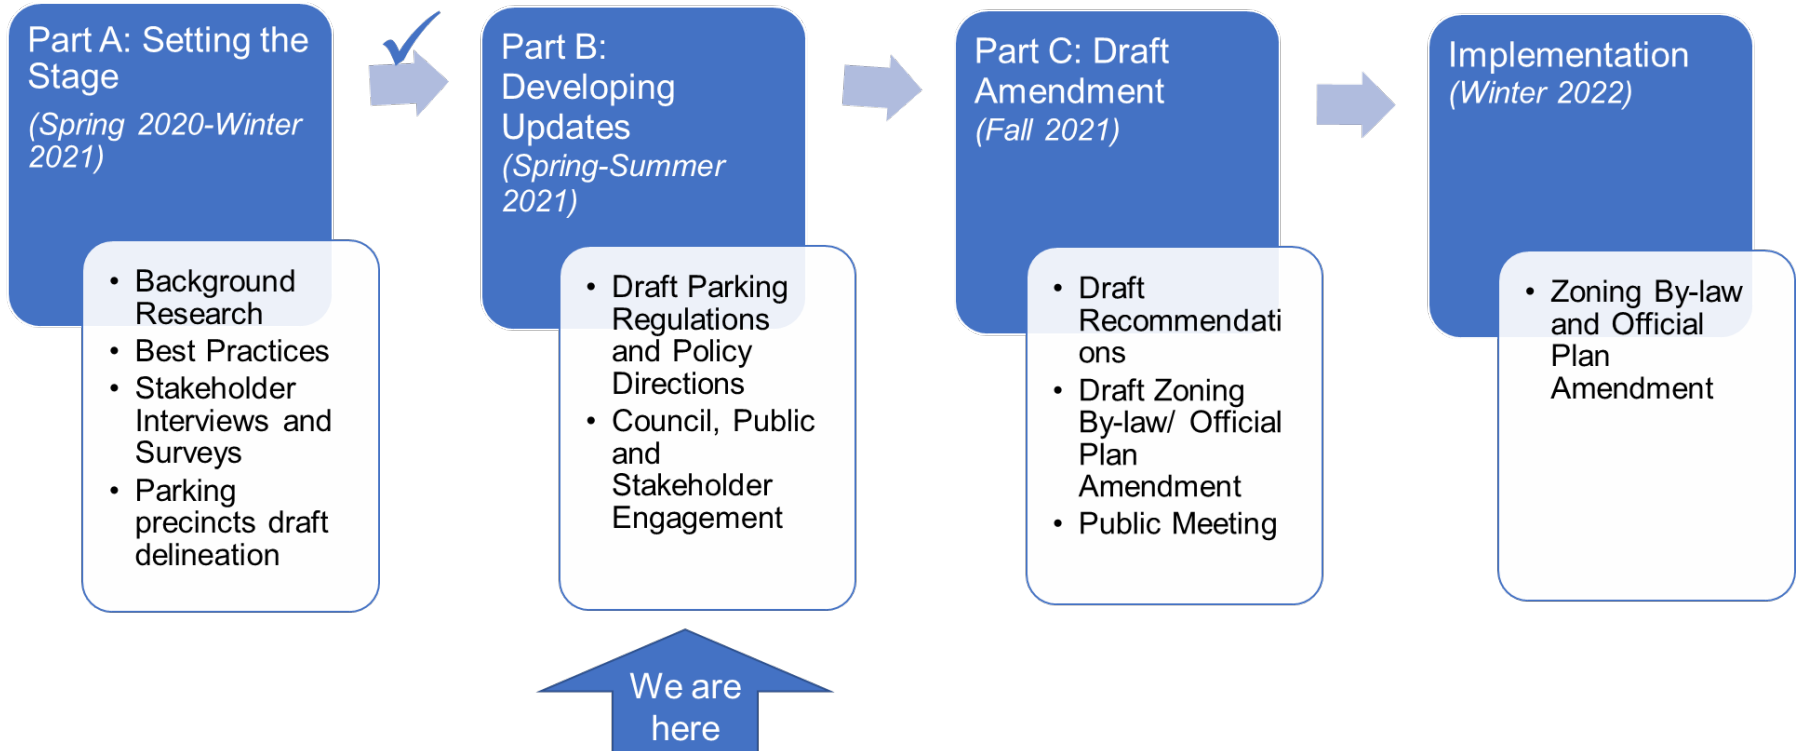 Part A: Setting the
Stage
(Spring 2020-Winter
2021)
• Background
Research
• Best Practices
• Stakeholder
Interviews and
Surveys
• Parking
precincts draft
delineation
Part B:
Developing
Updates
(Spring-Summer
2021)
• Draft Parking
Regulations
and Policy
Directions
• Council, Public
and
Stakeholder
Engagement
Part C: Draft
Amendment
(Fall 2021)
• Draft
Recommendati
ons
• Draft Zoning
By-law/ Official
Plan
Amendment
• Public Meeting
Implementation
(Winter 2022)
• Zoning By-law
and Official
Plan
Amendment
We are
here